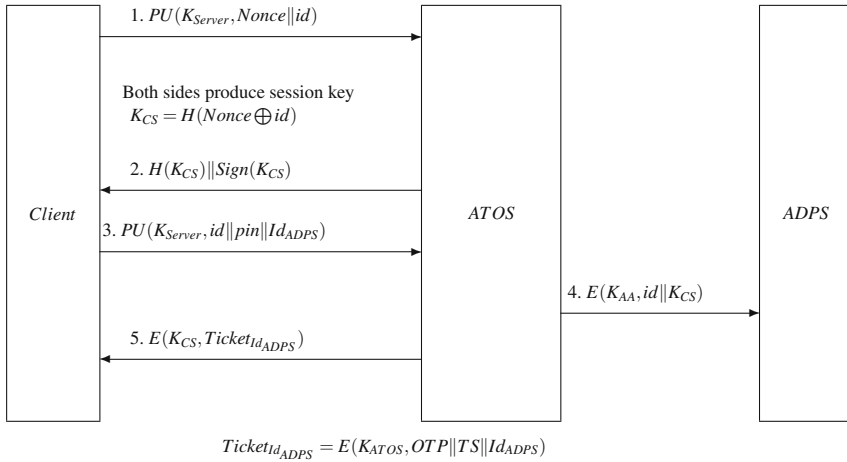 1. PU(K_Server, Nonce‖id)
Both sides produce session key
K_CS = H(Nonce ⊕ id)
2. H(K_CS)‖Sign(K_CS)
Client
ATOS
ADPS
3. PU(K_Server, id‖pin‖Id_ADPS)
4. E(K_AA, id‖K_CS)
5. E(K_CS, Ticket_Id_ADPS)
Ticket_Id_ADPS = E(K_ATOS, OTP‖TS‖Id_ADPS)